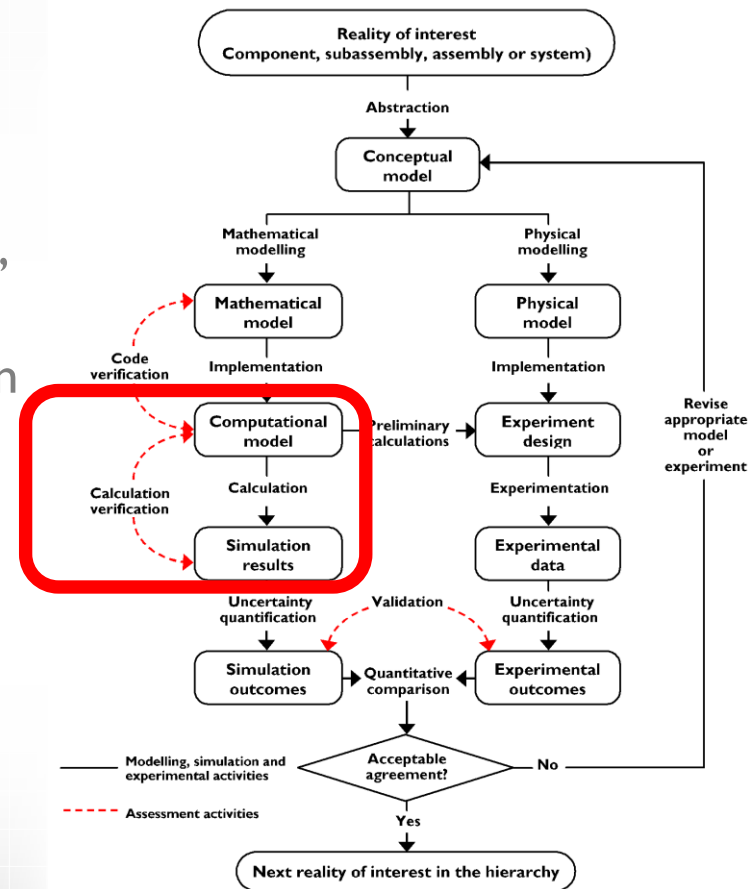 Reality of interest
Component, subassembly, assembly or system)
Abstraction
Conceptual
model
Mathematical
modelling
Physical
modelling
,
Mathematical
model
Physical
model
Code
verification
Implementation
Implementation
n
Computational
model
Preliminary
calculations
Experiment
design
Revise
appropriate
model
or
experiment
Calculation
verification
Calculation
Experimentation
Simulation
results
Experimental
data
Uncertainty
quantification
Validation
Uncertainty
quantification
Simulation
outcomes
Quantitative
comparison
Experimental
outcomes
Modelling, simulation and
experimental activities
Acceptable
agreement?
No
Assessment activities
Yes
Next reality of interest in the hierarchy